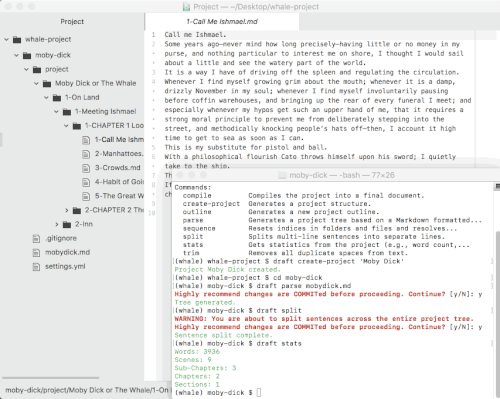 Project — ~/Desktop/whale-project
Project
1-Call Me Ishmael.md
whale-project
moby-dick
project
Moby Dick or The Whale
1-On Land
1-Meeting Ishmael
1-CHAPTER 1 Loo
1-Call Me Ishm
2-Manhattoes.
3-Crowds.md
4-Habit of Goin
5-The Great W
2-CHAPTER 2 The
2-Inn
.gitignore
mobydick.md
settings.yml
1 Call me Ishmael.
2 Some years ago—never mind how long precisely—having little or no money in my
purse, and nothing particular to interest me on shore, I thought I would sail
about a little and see the watery part of the world.
3 It is a way I have of driving off the spleen and regulating the circulation.
4 Whenever I find myself growing grim about the mouth; whenever it is a damp,
drizzly November in my soul; whenever I find myself involuntarily pausing
before coffin warehouses, and bringing up the rear of every funeral I meet; and
especially whenever my hypos get such an upper hand of me, that it requires a
strong moral principle to prevent me from deliberately stepping into the
street, and methodically knocking people's hats off—then, I account it high
time to get to sea as soon as I can.
5 This is my substitute for pistol and ball.
6 With a philosophical flourish Cato throws himself upon his sword; I quietly
take to the ship.
7 Th
8 If
ch
9
10
moby-dick — -bash — 77×26
Commands:
compile Compiles the project into a final document.
create-project Generates a project structure.
outline Generates a new project outline.
parse Generates a project tree based on a Markdown formatted...
sequence Resets indices in folders and files and resolves...
split Splits multi-line sentences into separate lines.
stats Gets statistics from the project (e.g., word count,...
trim Removes all duplicate spaces from text.
(whale) whale-project $ draft create-project 'Moby Dick'
Project Moby Dick created.
(whale) whale-project $ cd moby-dick
(whale) moby-dick $ draft parse mobydick.md
Highly recommend changes are COMMITed before proceeding. Continue? [y/N]: y
Tree generated.
(whale) moby-dick $ draft split
WARNING: You are about to split sentences across the entire project tree.
Highly recommend changes are COMMITed before proceeding. Continue? [y/N]: y
Sentence split complete.
(whale) moby-dick $ draft stats
Words: 3936
Scenes: 9
Sub-Chapters: 3
Chapters: 2
Sections: 1
(whale) moby-dick $
moby-dick/project/Moby Dick or The Whale/1-On